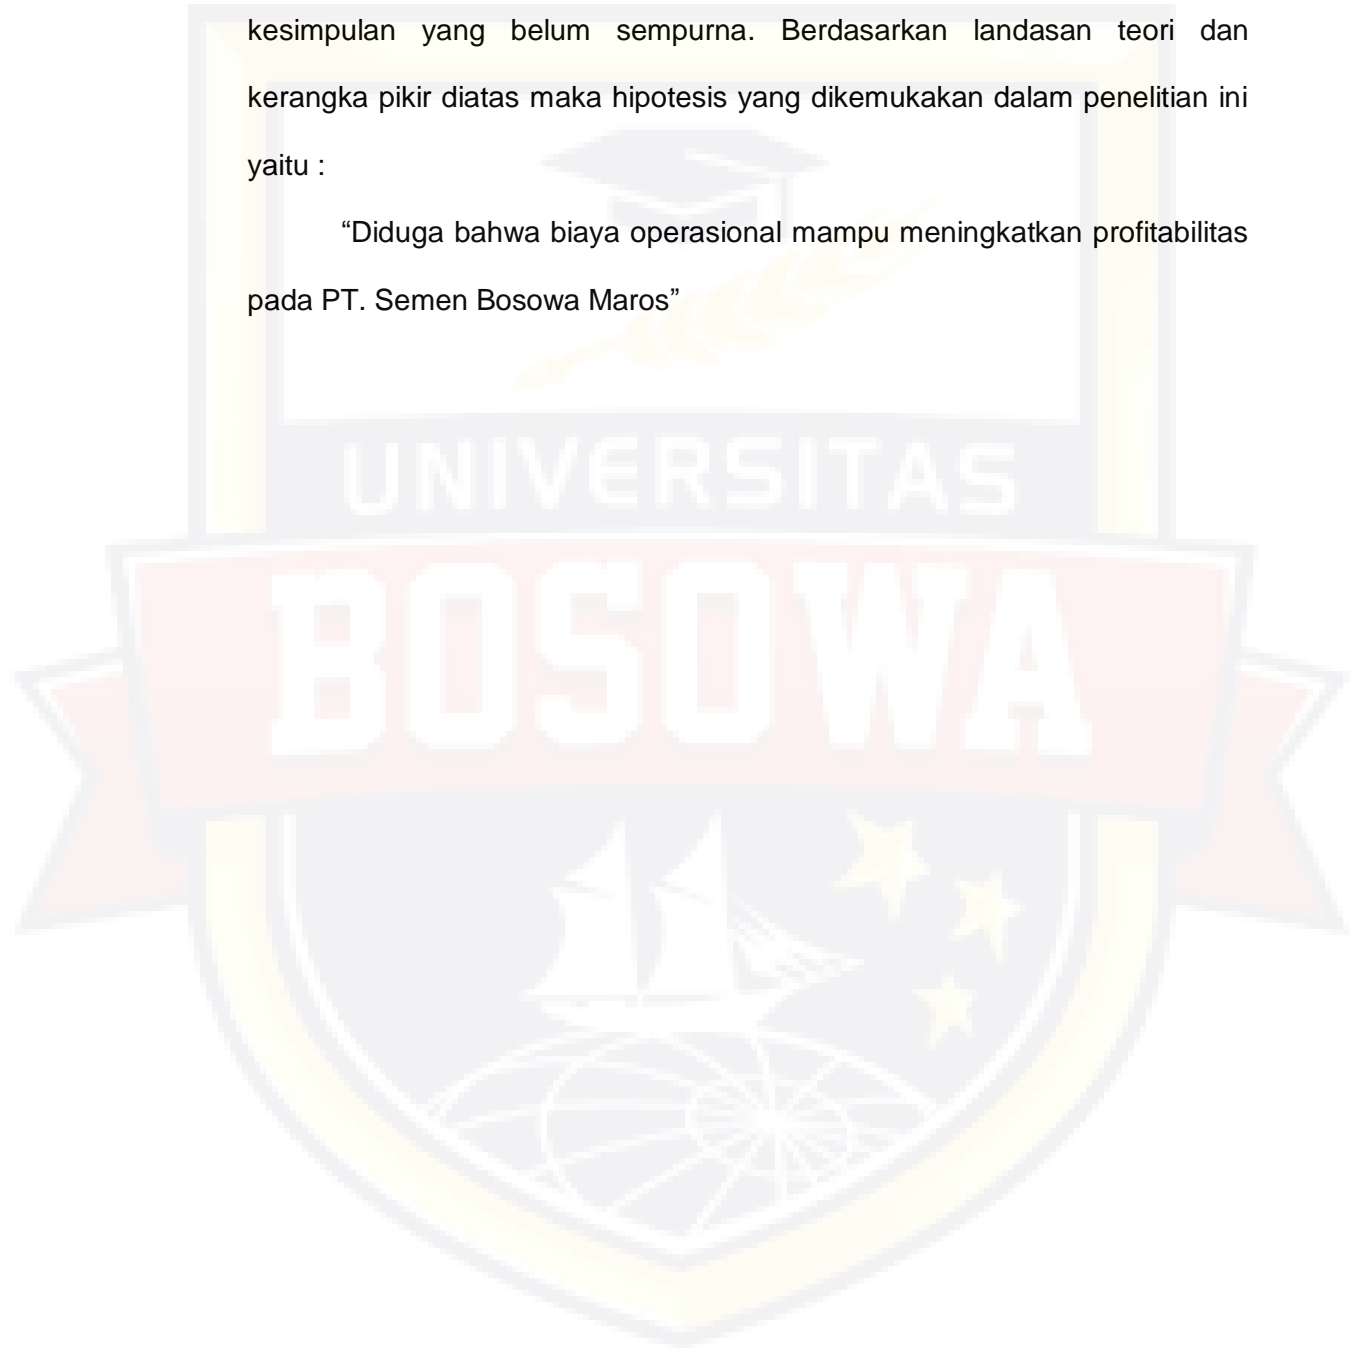 kesimpulan yang belum sempurna. Berdasarkan landasan teori dan
kerangka pikir diatas maka hipotesis yang dikemukakan dalam penelitian ini
yaitu :
“Diduga bahwa biaya operasional mampu meningkatkan profitabilitas
pada PT. Semen Bosowa Maros”
UNIVERSITAS
BOSOWA